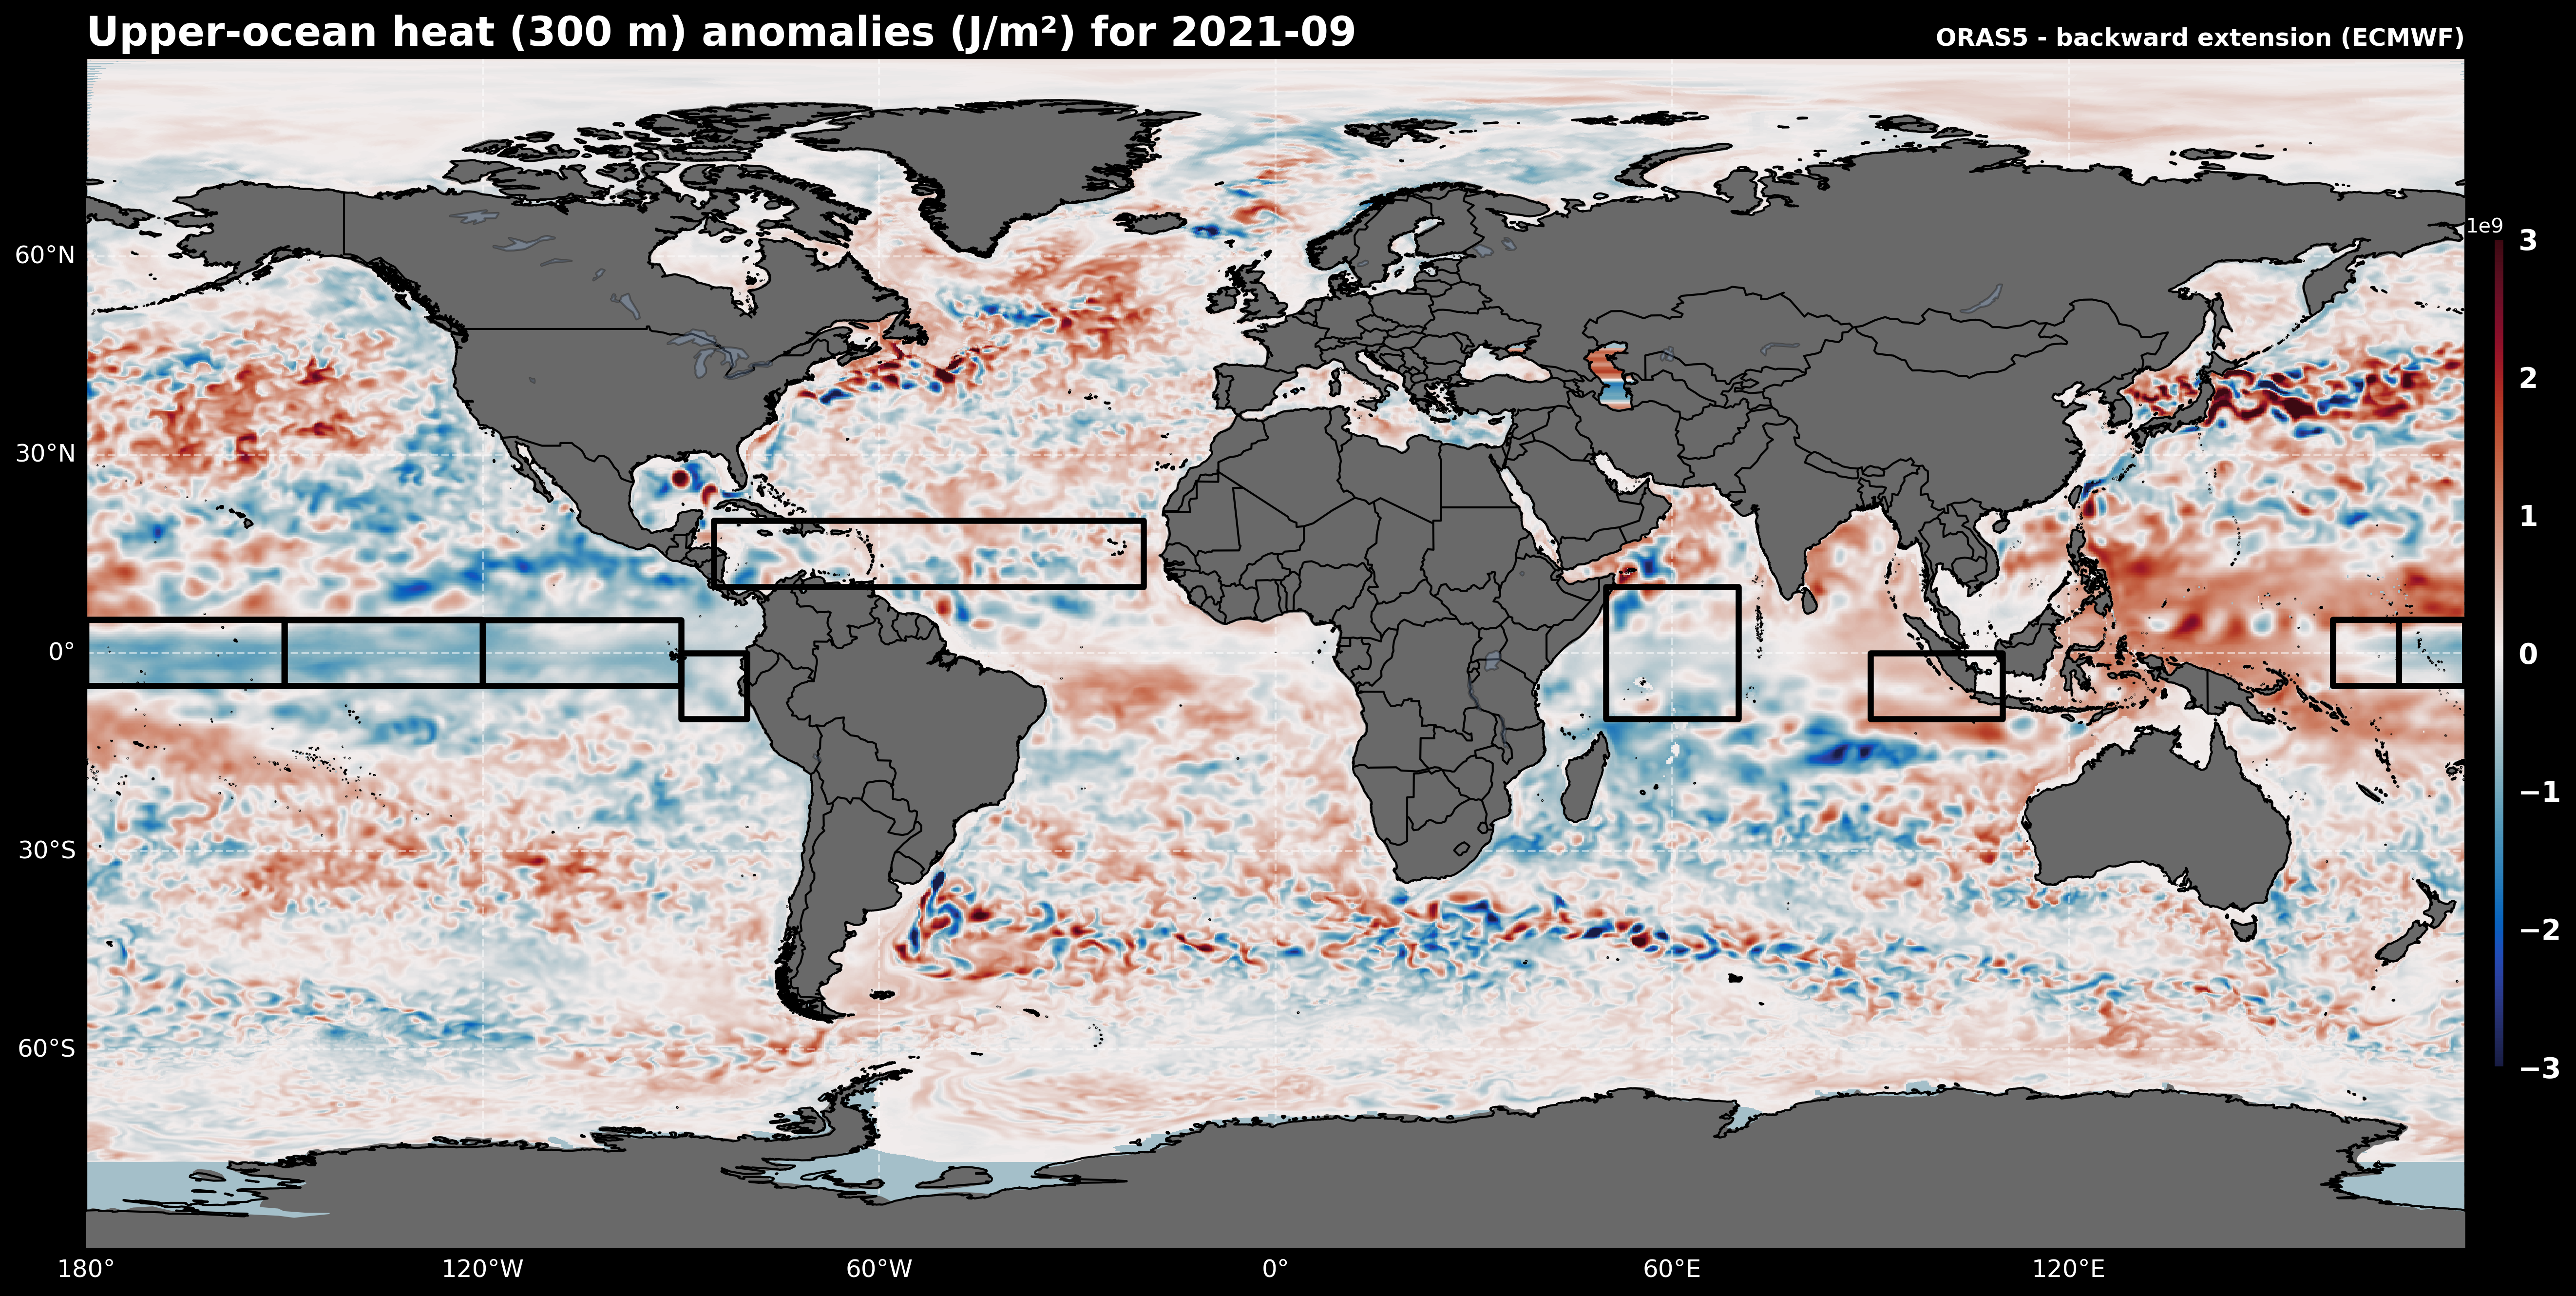 Upper-ocean heat (300 m) anomalies (J/m²) for 2021-09
ORAS5 - backward extension (ECMWF)
60°N
30°N
0°
30°S
60°S
180°
120°W
60°W
0°
60°E
120°E
1e9
3
2
1
0
−1
−2
−3